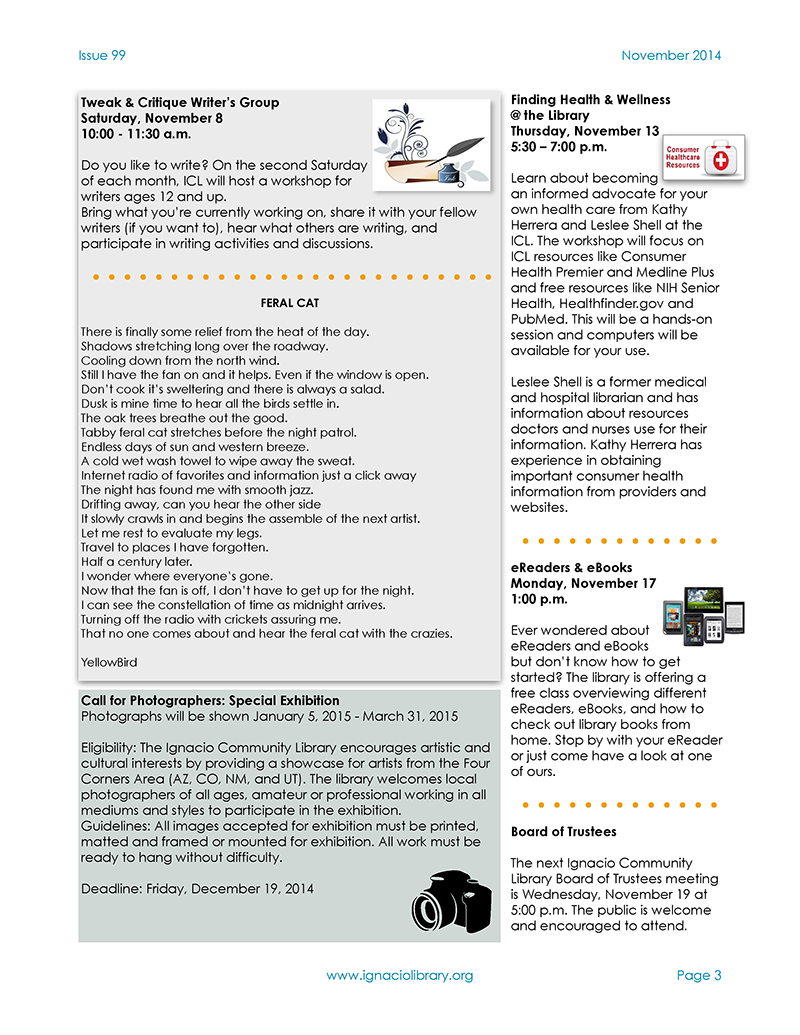 Issue 99
November 2014
Tweak & Critique Writer's Group
Saturday, November 8
10:00 - 11:30 a.m.
Do you like to write? On the second Saturday
of each month, ICL will host a workshop for
writers ages 12 and up.
Bring what you're currently working on, share it with your fellow
writers (if you want to), hear what others are writing, and
participate in writing activities and discussions.
FERAL CAT
There is finally some relief from the heat of the day.
Shadows stretching long over the roadway.
Cooling down from the north wind.
Still I have the fan on and it helps. Even if the window is open.
Don't cook it's sweltering and there is always a salad.
Dusk is mine time to hear all the birds settle in.
The oak trees breathe out the good.
Tabby feral cat stretches before the night patrol.
Endless days of sun and western breeze.
A cold wet wash towel to wipe away the sweat.
Internet radio of favorites and information just a click away
The night has found me with smooth jazz.
Drifting away, can you hear the other side
It slowly crawls in and begins the assemble of the next artist.
Let me rest to evaluate my legs.
Travel to places I have forgotten.
Half a century later.
I wonder where everyone's gone.
Now that the fan is off, I don't have to get up for the night.
I can see the constellation of time as midnight arrives.
Turning off the radio with crickets assuring me.
That no one comes about and hear the feral cat with the crazies.
YellowBird
Call for Photographers: Special Exhibition
Photographs will be shown January 5, 2015 - March 31, 2015
Eligibility: The Ignacio Community Library encourages artistic and
cultural interests by providing a showcase for artists from the Four
Corners Area (AZ, CO, NM, and UT). The library welcomes local
photographers of all ages, amateur or professional working in all
mediums and styles to participate in the exhibition.
Guidelines: All images accepted for exhibition must be printed,
matted and framed or mounted for exhibition. All work must be
ready to hang without difficulty.
Deadline: Friday, December 19, 2014
Finding Health & Wellness
@ the Library
Thursday, November 13
5:30 – 7:00 p.m.
Consumer
Healthcare
Resources
Learn about becoming
an informed advocate for your
own health care from Kathy
Herrera and Leslee Shell at the
ICL. The workshop will focus on
ICL resources like Consumer
Health Premier and Medline Plus
and free resources like NIH Senior
Health, Healthfinder.gov and
PubMed. This will be a hands-on
session and computers will be
available for your use.
Leslee Shell is a former medical
and hospital librarian and has
information about resources
doctors and nurses use for their
information. Kathy Herrera has
experience in obtaining
important consumer health
information from providers and
websites.
eReaders & eBooks
Monday, November 17
1:00 p.m.
Ever wondered about
eReaders and eBooks
but don't know how to get
started? The library is offering a
free class overviewing different
eReaders, eBooks, and how to
check out library books from
home. Stop by with your eReader
or just come have a look at one
of ours.
Board of Trustees
The next Ignacio Community
Library Board of Trustees meeting
is Wednesday, November 19 at
5:00 p.m. The public is welcome
and encouraged to attend.
www.ignaciolibrary.org
Page 3